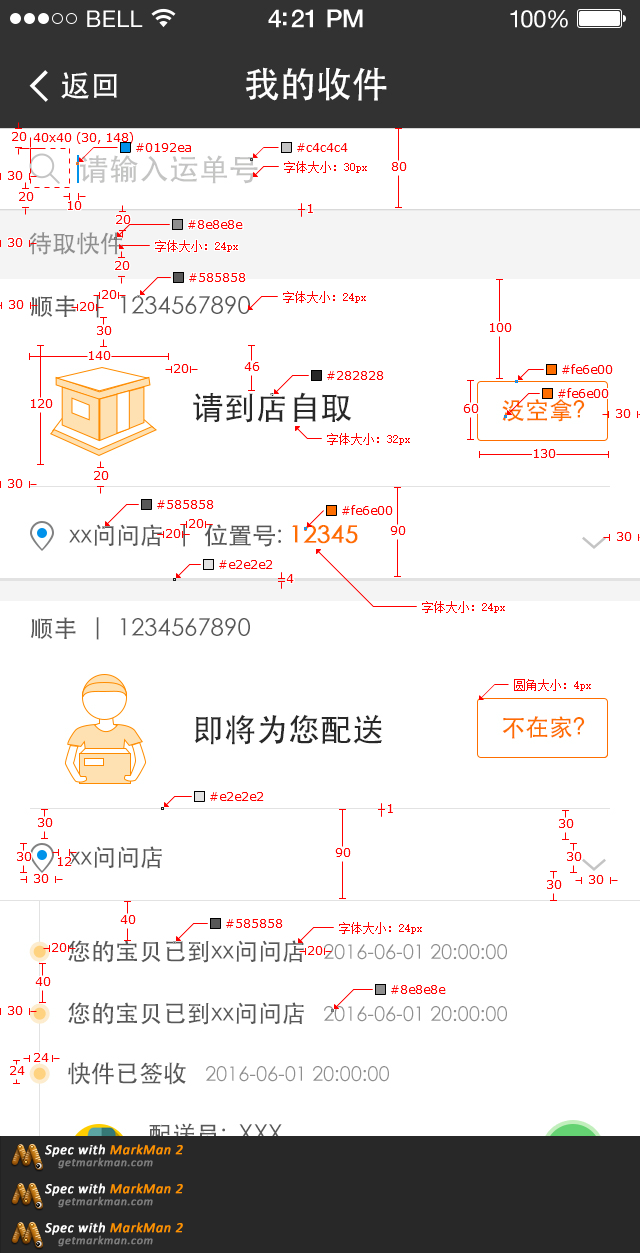 BELL 4:21 PM 100%
返回 我的收件
20 40x40 (30, 148) #0192ea #c4c4c4
30 请输入运单号 字体大小: 30px 80
20 10 1
20 #8e8e8e
30 待取快件 字体大小: 24px
20 #585858
30 顺丰 | 20 20 1234567890 字体大小: 24px
30 100
140 20 46 #282828 #fe6e00
120 请到店自取 60 #fe6e00 没空拿? 30
字体大小: 32px
130
20
30 #585858 #fe6e00
xx问问店 20 | 20 位置号: 12345 90 30
#e2e2e2 4
字体大小: 24px
顺丰 | 1234567890
圆角大小: 4px
即将为您配送 不在家?
#e2e2e2 1
30 30
30 12 xx问问店 90 30
30 30 30
40 #585858 字体大小: 24px
20 您的宝贝已到xx问问店 20 2016-06-01 20:00:00
40 #8e8e8e
30 您的宝贝已到xx问问店 2016-06-01 20:00:00
24
24 快件已签收 2016-06-01 20:00:00
配送员: XXX
Spec with MarkMan 2
getmarkman.com
Spec with MarkMan 2
getmarkman.com
Spec with MarkMan 2
getmarkman.com